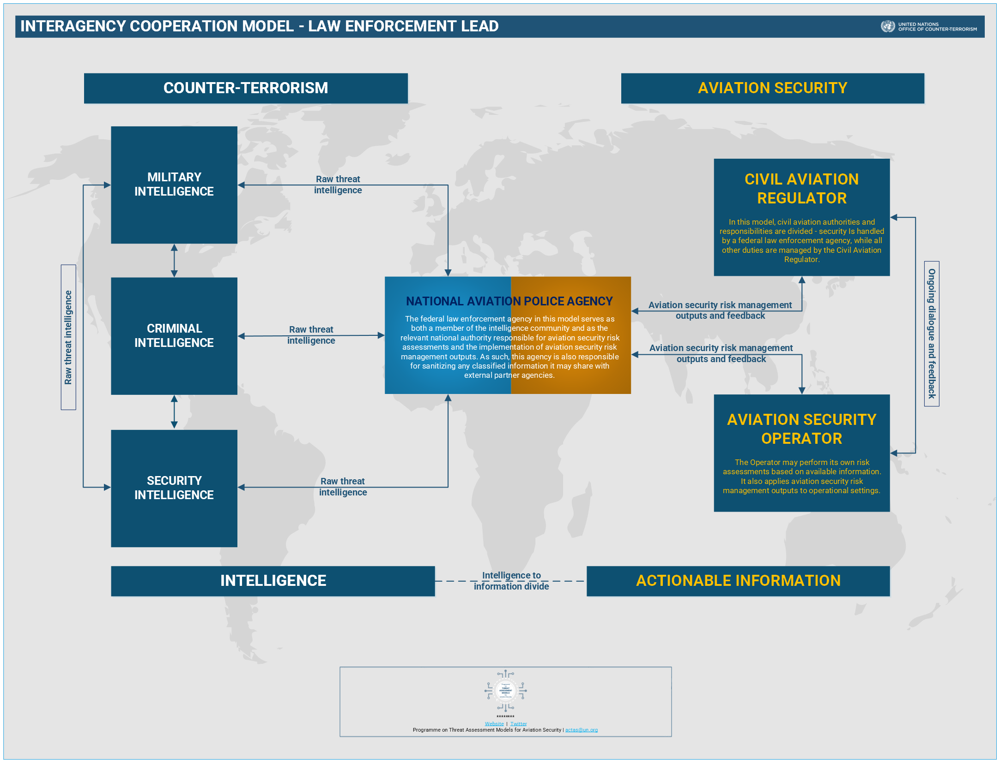 INTERAGENCY COOPERATION MODEL - LAW ENFORCEMENT LEAD
UNITED NATIONS
OFFICE OF COUNTER-TERRORISM
COUNTER-TERRORISM
AVIATION SECURITY
MILITARY
INTELLIGENCE
Raw threat
intelligence
CIVIL AVIATION
REGULATOR
In this model, civil aviation authorities and
responsibilities are divided - security Is handled
by a federal law enforcement agency, while all
other duties are managed by the Civil Aviation
Regulator.
Raw threat intelligence
CRIMINAL
INTELLIGENCE
Raw threat
intelligence
NATIONAL AVIATION POLICE AGENCY
The federal law enforcement agency in this model serves as
both a member of the intelligence community and as the
relevant national authority responsible for aviation security risk
assessments and the implementation of aviation security risk
management outputs. As such, this agency is also responsible
for sanitizing any classified information it may share with
external partner agencies.
Aviation security risk management
outputs and feedback
Aviation security risk management
outputs and feedback
Ongoing dialogue and feedback
SECURITY
INTELLIGENCE
Raw threat
intelligence
AVIATION SECURITY
OPERATOR
The Operator may perform its own risk
assessments based on available information.
It also applies aviation security risk
management outputs to operational settings.
INTELLIGENCE
Intelligence to
information divide
ACTIONABLE INFORMATION
Programme
THREAT
ASSESSMENT
MODELS
********
Website | Twitter
Programme on Threat Assessment Models for Aviation Security | actas@un.org